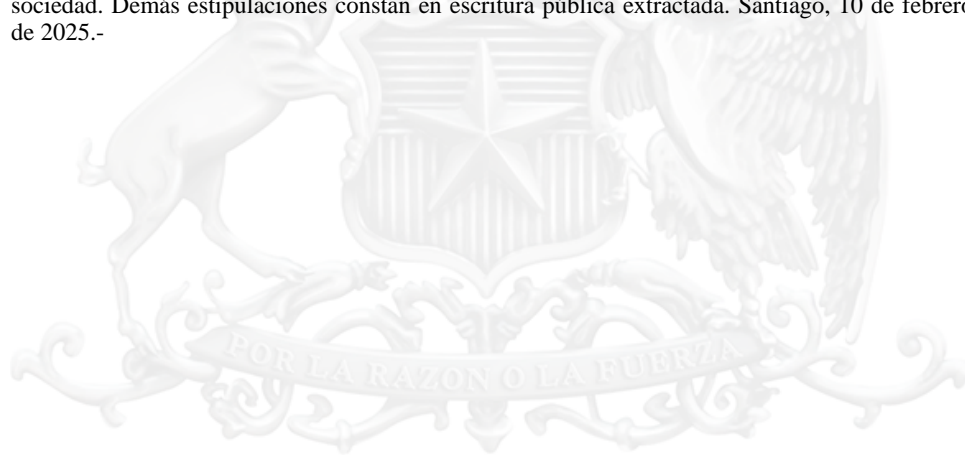 sociedad. Demás estipulaciones constan en escritura pública extractada. Santiago, 10 de febrero
de 2025.-
POR LA RAZON O LA FUERZA